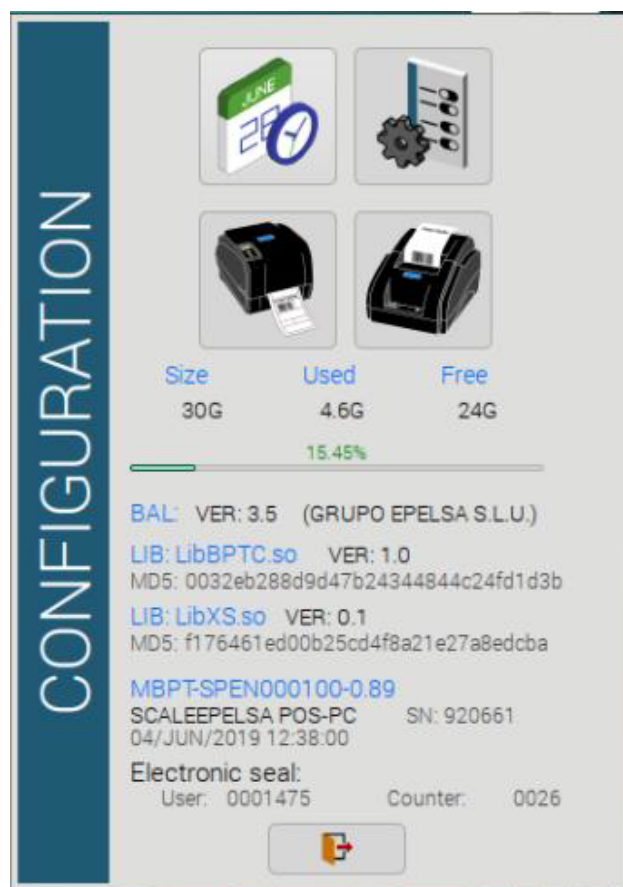 CONFIGURATION
JUNE
28
Size Used Free
30G 4.6G 24G
15.45%
BAL: VER: 3.5 (GRUPO EPELSA S.L.U.)
LIB: LibBPTC.so VER: 1.0
MD5: 0032eb288d9d47b24344844c24fd1d3b
LIB: LibXS.so VER: 0.1
MD5: f176461ed00b25cd4f8a21e27a8edcba
MBPT-SPEN000100-0.89
SCALEEPELSA POS-PC SN: 920661
04/JUN/2019 12:38:00
Electronic seal:
User: 0001475 Counter: 0026